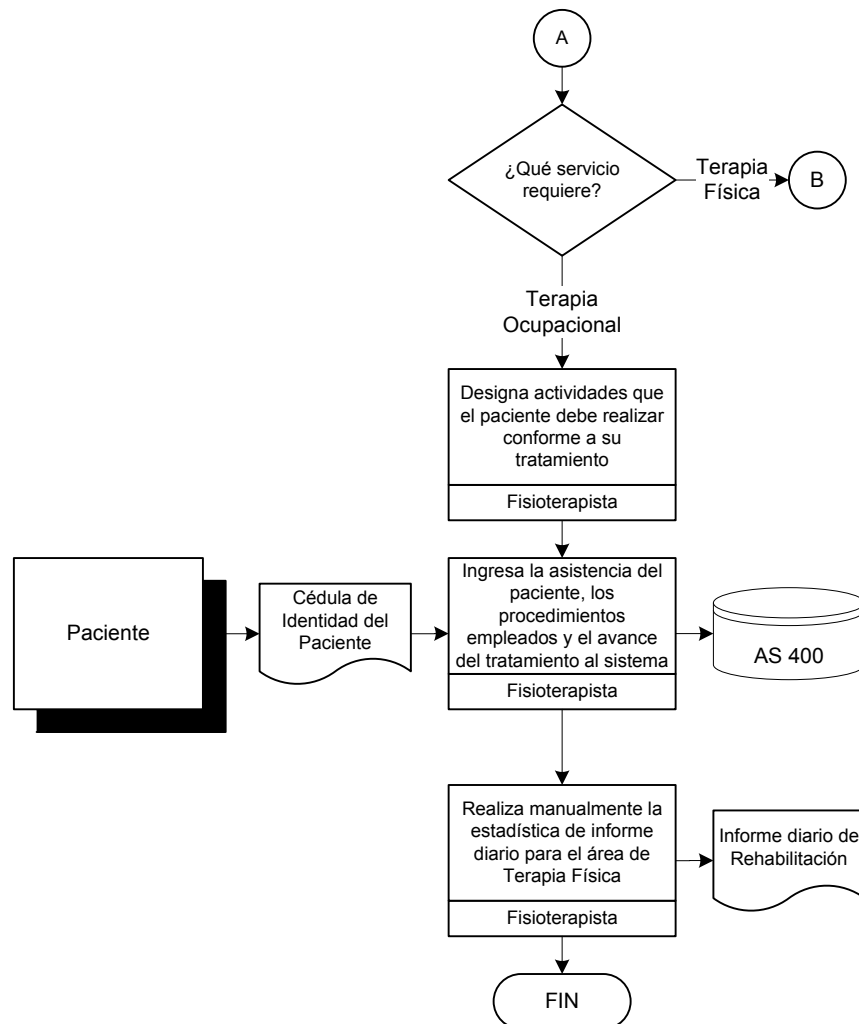 A
¿Qué servicio
requiere?
Terapia
Física
B
Terapia
Ocupacional
Designa actividades que
el paciente debe realizar
conforme a su
tratamiento
Fisioterapista
Paciente
Cédula de
Identidad del
Paciente
Ingresa la asistencia del
paciente, los
procedimientos
empleados y el avance
del tratamiento al sistema
Fisioterapista
AS 400
Realiza manualmente la
estadística de informe
diario para el área de
Terapia Física
Fisioterapista
Informe diario de
Rehabilitación
FIN